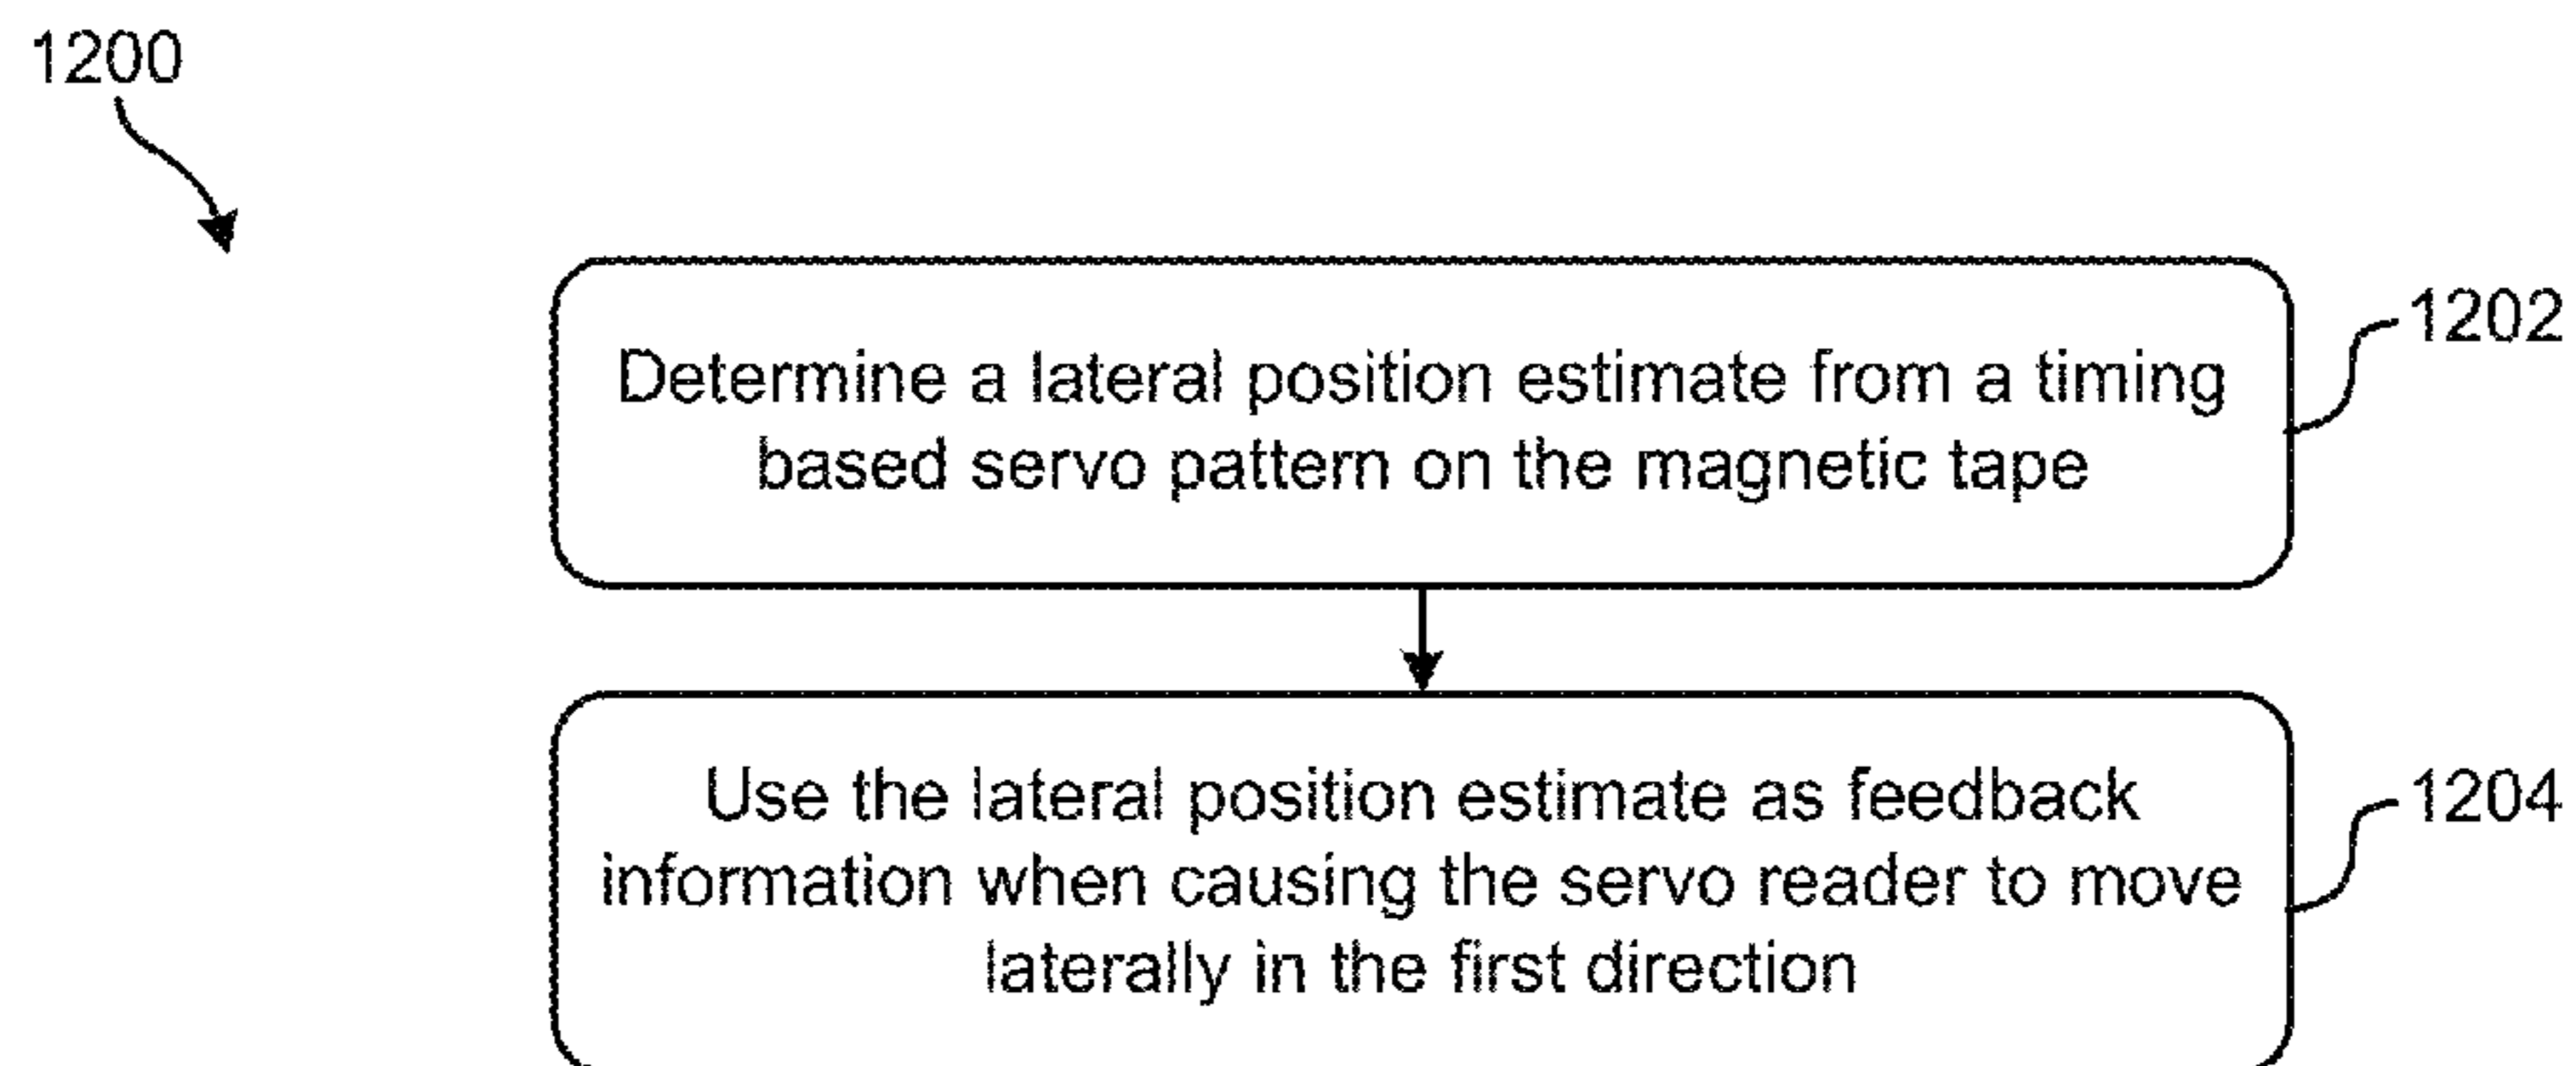 1200
Determine a lateral position estimate from a timing
based servo pattern on the magnetic tape
1202
Use the lateral position estimate as feedback
information when causing the servo reader to move
laterally in the first direction
1204